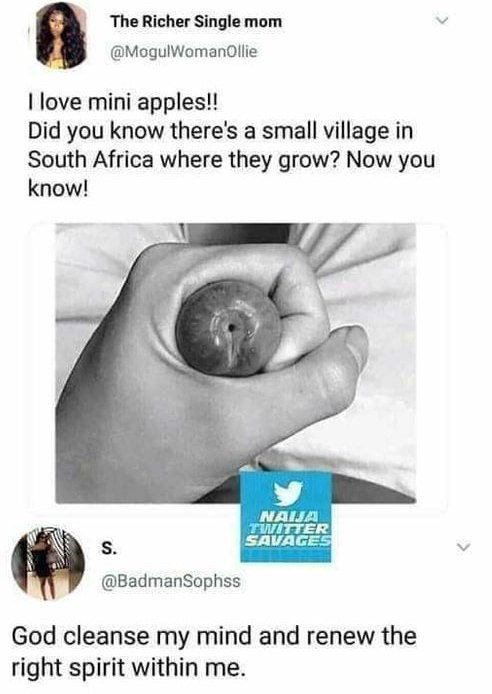 The Richer Single mom
@MogulWomanOllie
I love mini apples!!
Did you know there's a small village in
South Africa where they grow? Now you
know!
NAIJA
TWITTER
SAVAGES
S.
@BadmanSophss
God cleanse my mind and renew the
right spirit within me.